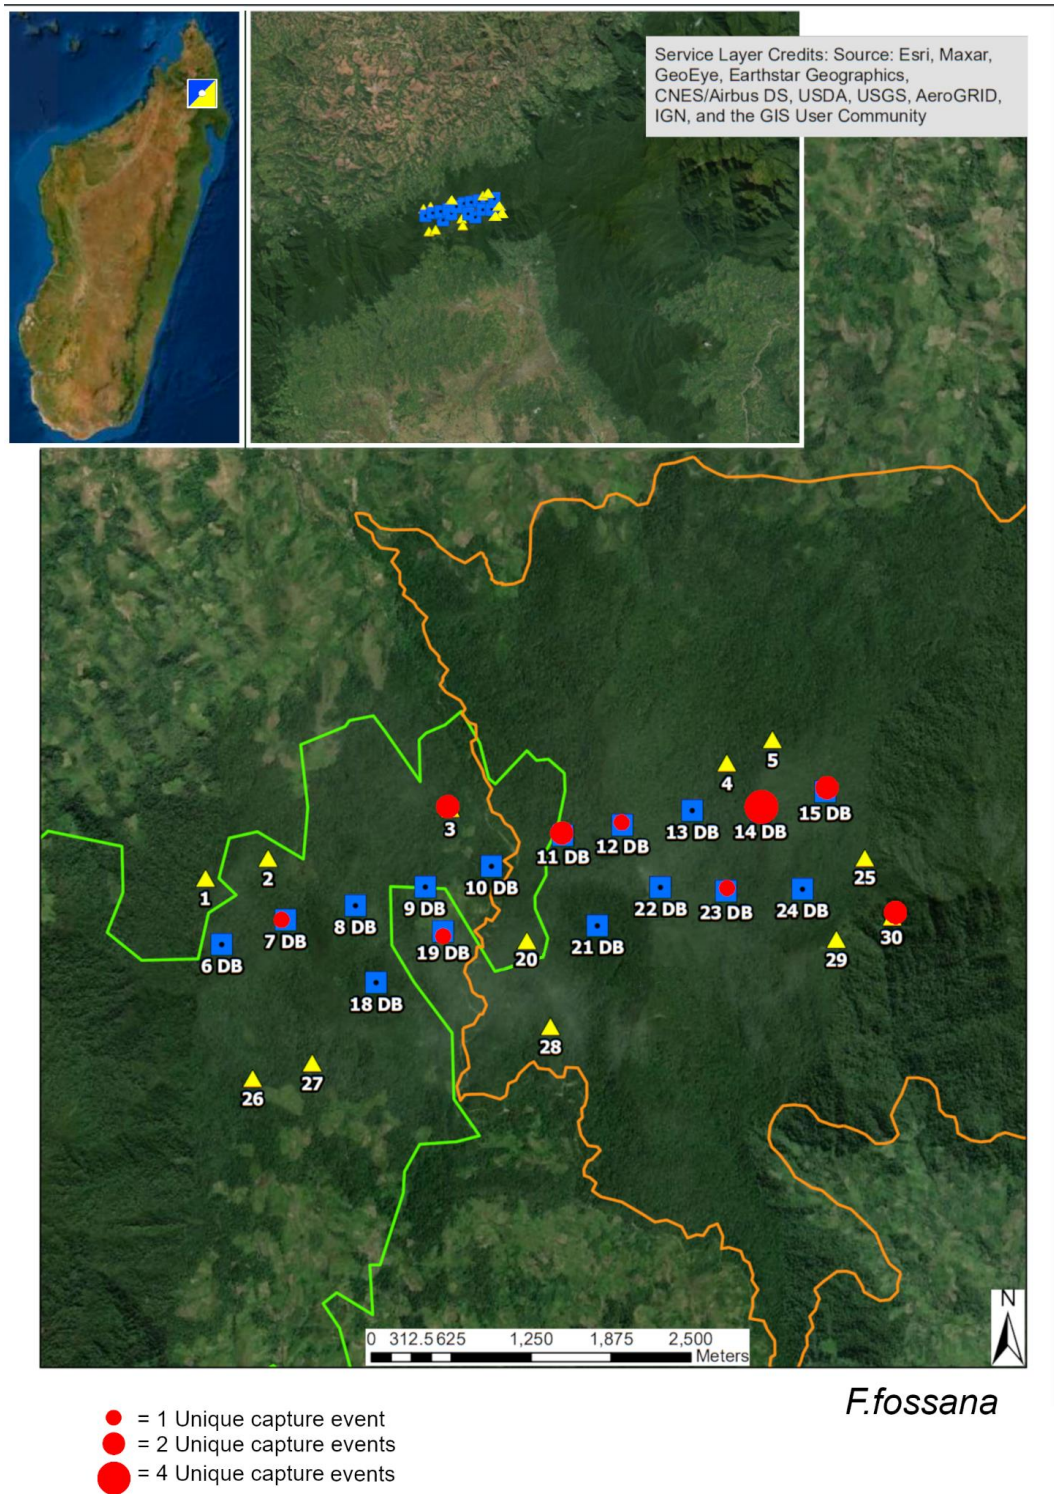 Service Layer Credits: Source: Esri, Maxar,
GeoEye, Earthstar Geographics,
CNES/Airbus DS, USDA, USGS, AeroGRID,
IGN, and the GIS User Community
5
4
3
15 DB
14 DB
13 DB
12 DB
11 DB
2
1
10 DB
9 DB
8 DB
7 DB
6 DB
25
24 DB
23 DB
22 DB
21 DB
30
29
20
19 DB
18 DB
28
27
26
N
0 312.5 625 1,250 1,875 2,500
Meters
F.fossana
= 1 Unique capture event
= 2 Unique capture events
= 4 Unique capture events